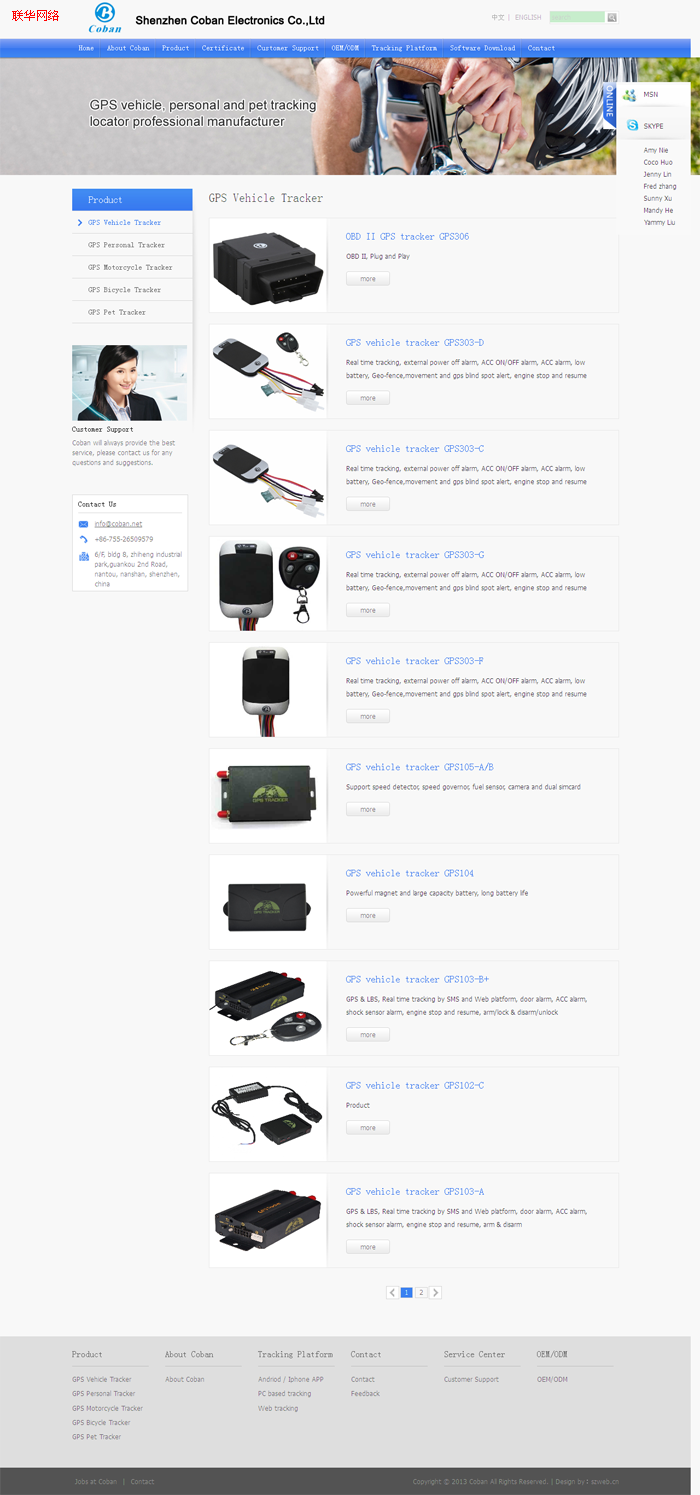 联华网络
Coban
Shenzhen Coban Electronics Co.,Ltd
中文 | ENGLISH
Home
About Coban
Product
Certificate
Customer Support
OEM/ODM
Tracking Platform
Software Download
Contact
GPS vehicle, personal and pet tracking
locator professional manufacturer
ONLINE
MSN
SKYPE
Amy Nie
Coco Huo
Jenny Lin
Fred zhang
Sunny Xu
Mandy He
Yammy Liu
Product
GPS Vehicle Tracker
GPS Personal Tracker
GPS Motorcycle Tracker
GPS Bicycle Tracker
GPS Pet Tracker
Customer Support
Coban will always provide the best
service, please contact us for any
questions and suggestions.
Contact Us
info@coban.net
+86-755-26509579
6/F, bldg B, zhiheng industrial
park,guankou 2nd Road,
nantou, nanshan, shenzhen,
china
GPS Vehicle Tracker
OBD II GPS tracker GPS306
OBD II, Plug and Play
more
GPS vehicle tracker GPS303-D
Real time tracking, external power off alarm, ACC ON/OFF alarm, ACC alarm, low
battery, Geo-fence,movement and gps blind spot alert, engine stop and resume
more
GPS vehicle tracker GPS303-C
Real time tracking, external power off alarm, ACC ON/OFF alarm, ACC alarm, low
battery, Geo-fence,movement and gps blind spot alert, engine stop and resume
more
GPS vehicle tracker GPS303-G
Real time tracking, external power off alarm, ACC ON/OFF alarm, ACC alarm, low
battery, Geo-fence,movement and gps blind spot alert, engine stop and resume
more
GPS vehicle tracker GPS303-F
Real time tracking, external power off alarm, ACC ON/OFF alarm, ACC alarm, low
battery, Geo-fence,movement and gps blind spot alert, engine stop and resume
more
GPS TRACKER
GPS vehicle tracker GPS105-A/B
Support speed detector, speed governor, fuel sensor, camera and dual simcard
more
GPS TRACKER
GPS vehicle tracker GPS104
Powerful magnet and large capacity battery, long battery life
more
GPS vehicle tracker GPS103-B+
GPS & LBS, Real time tracking by SMS and Web platform, door alarm, ACC alarm,
shock sensor alarm, engine stop and resume, arm/lock & disarm/unlock
more
GPS vehicle tracker GPS102-C
Product
more
GPS vehicle tracker GPS103-A
GPS & LBS, Real time tracking by SMS and Web platform, door alarm, ACC alarm,
shock sensor alarm, engine stop and resume, arm & disarm
more
1 2
Product
GPS Vehicle Tracker
GPS Personal Tracker
GPS Motorcycle Tracker
GPS Bicycle Tracker
GPS Pet Tracker
About Coban
About Coban
Tracking Platform
Andriod / Iphone APP
PC based tracking
Web tracking
Contact
Contact
Feedback
Service Center
Customer Support
OEM/ODM
OEM/ODM
Jobs at Coban | Contact
Copyright © 2013 Coban All Rights Reserved. | Design by I szweb.cn